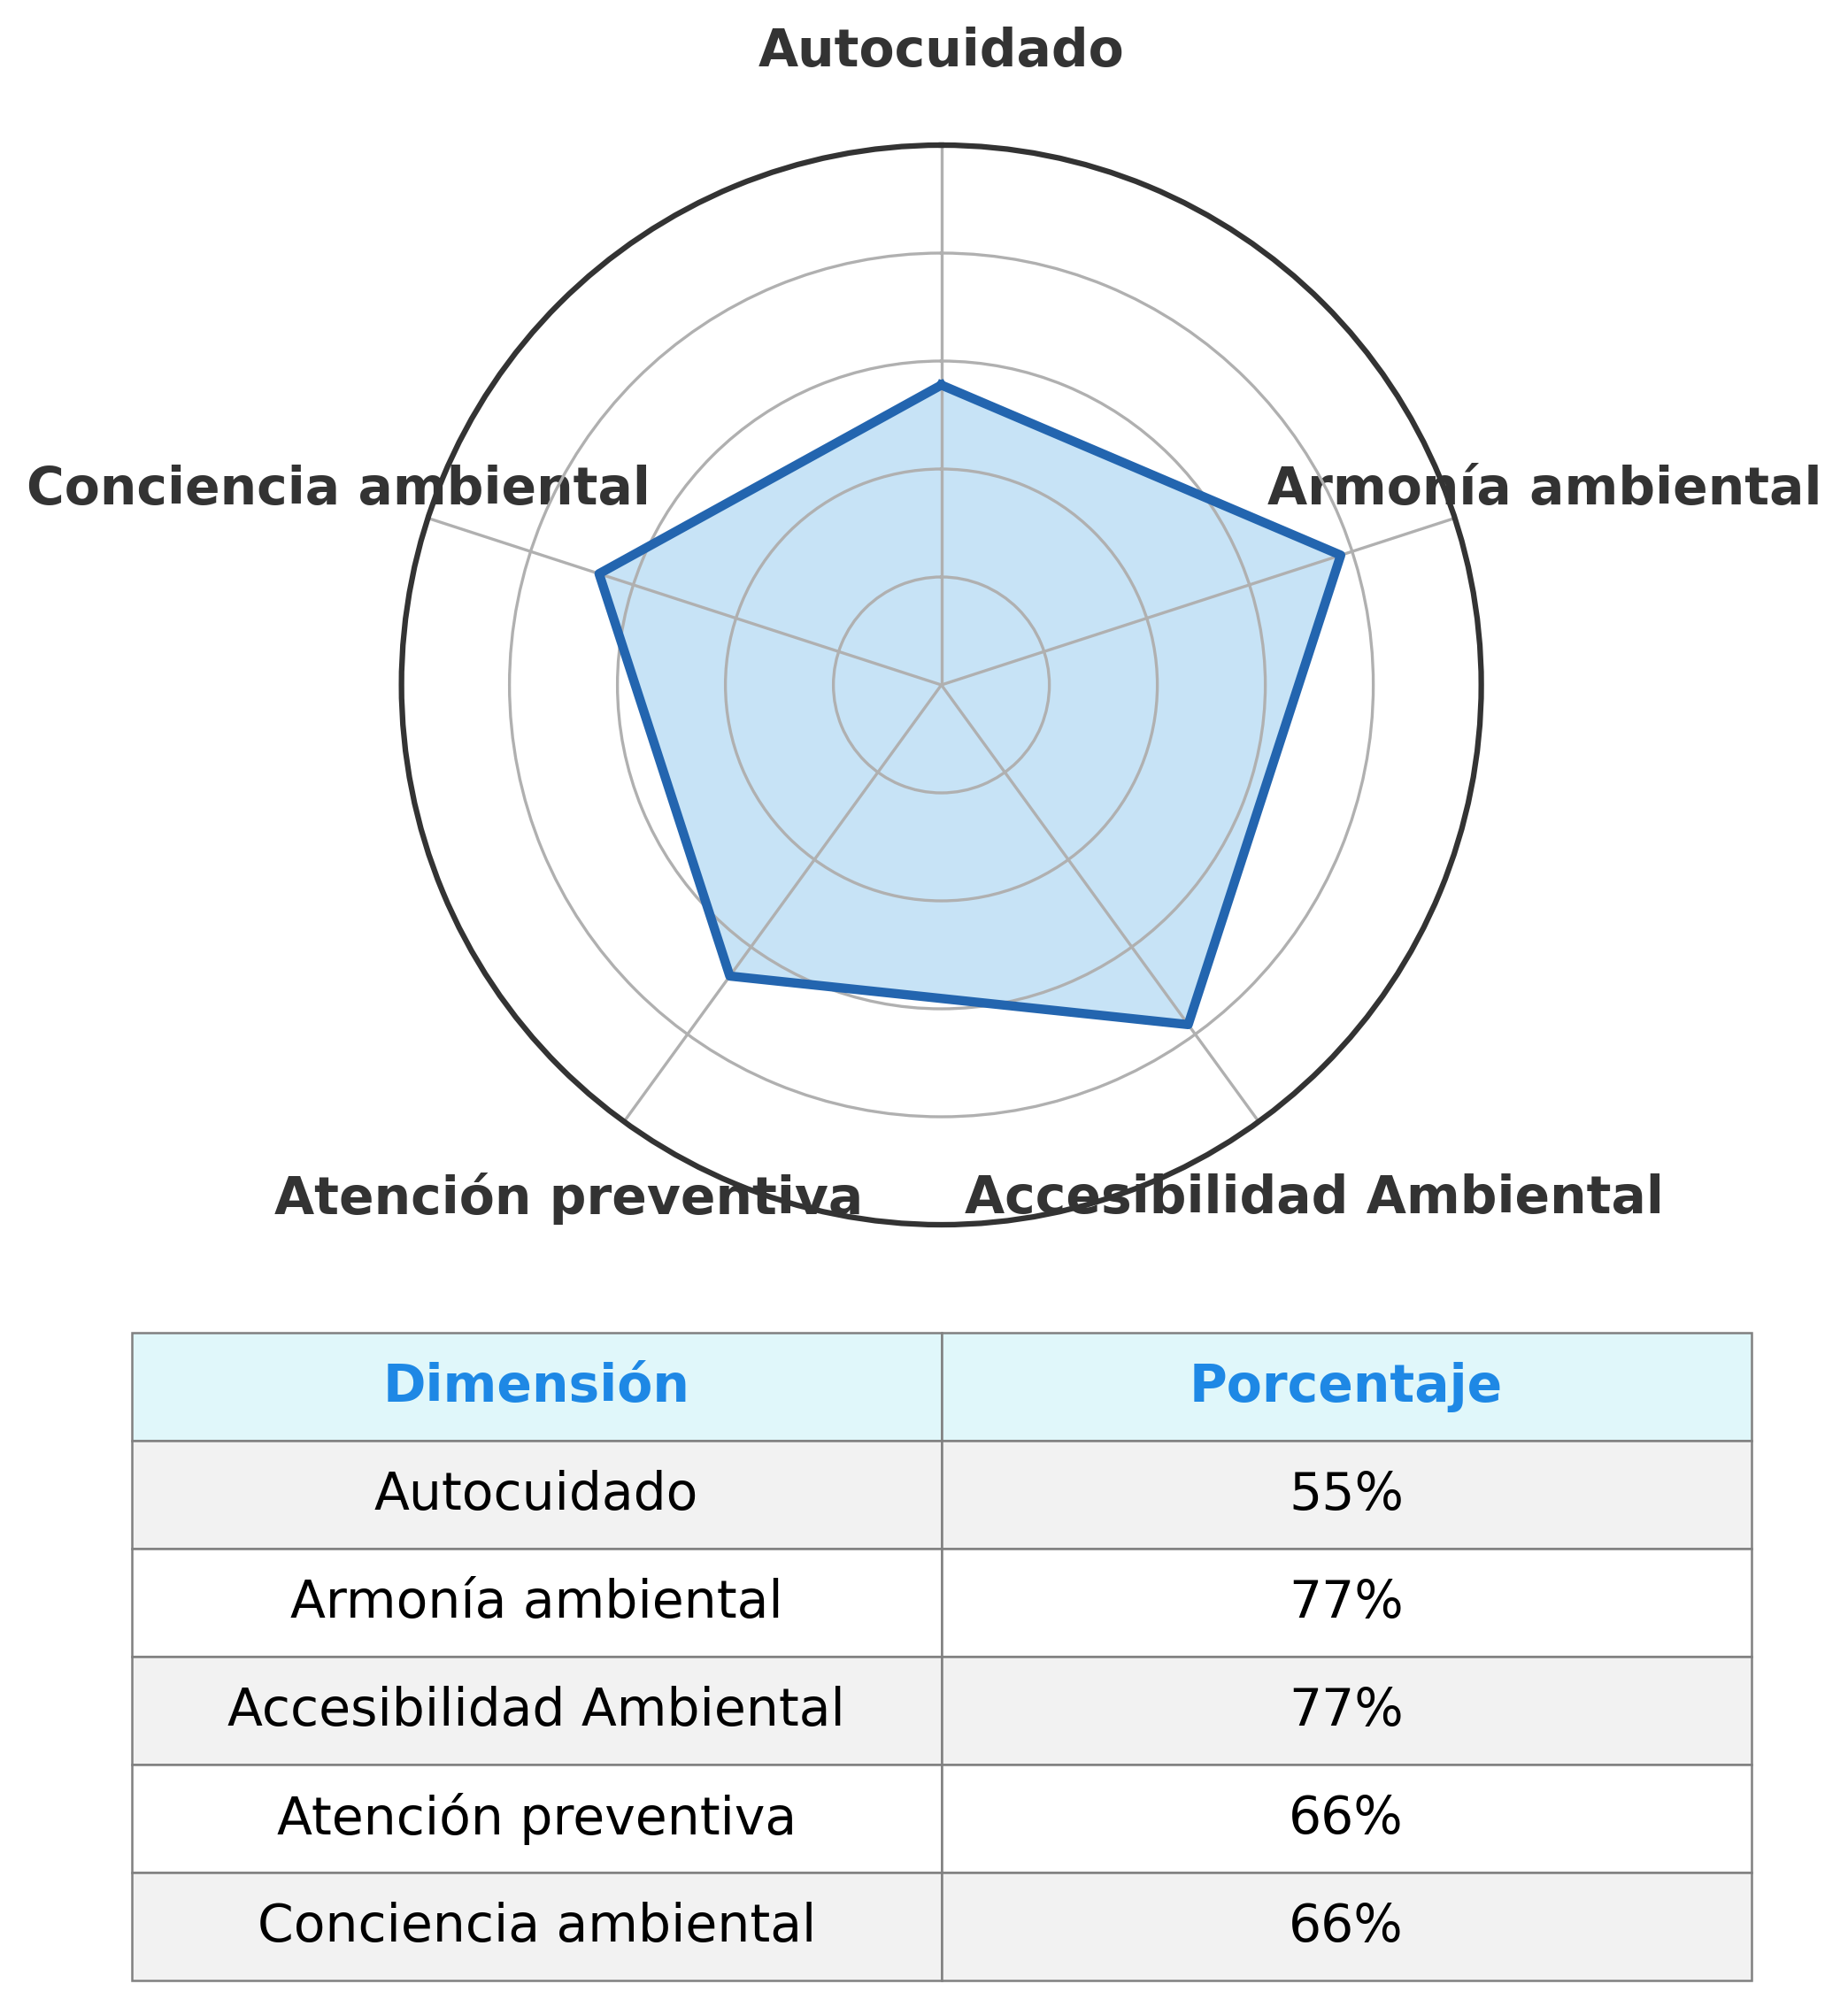 Autocuidado
Conciencia ambiental
Armonía ambiental
Atención preventiva
Accesibilidad Ambiental
Dimensión Porcentaje
Autocuidado 55%
Armonía ambiental 77%
Accesibilidad Ambiental 77%
Atención preventiva 66%
Conciencia ambiental 66%